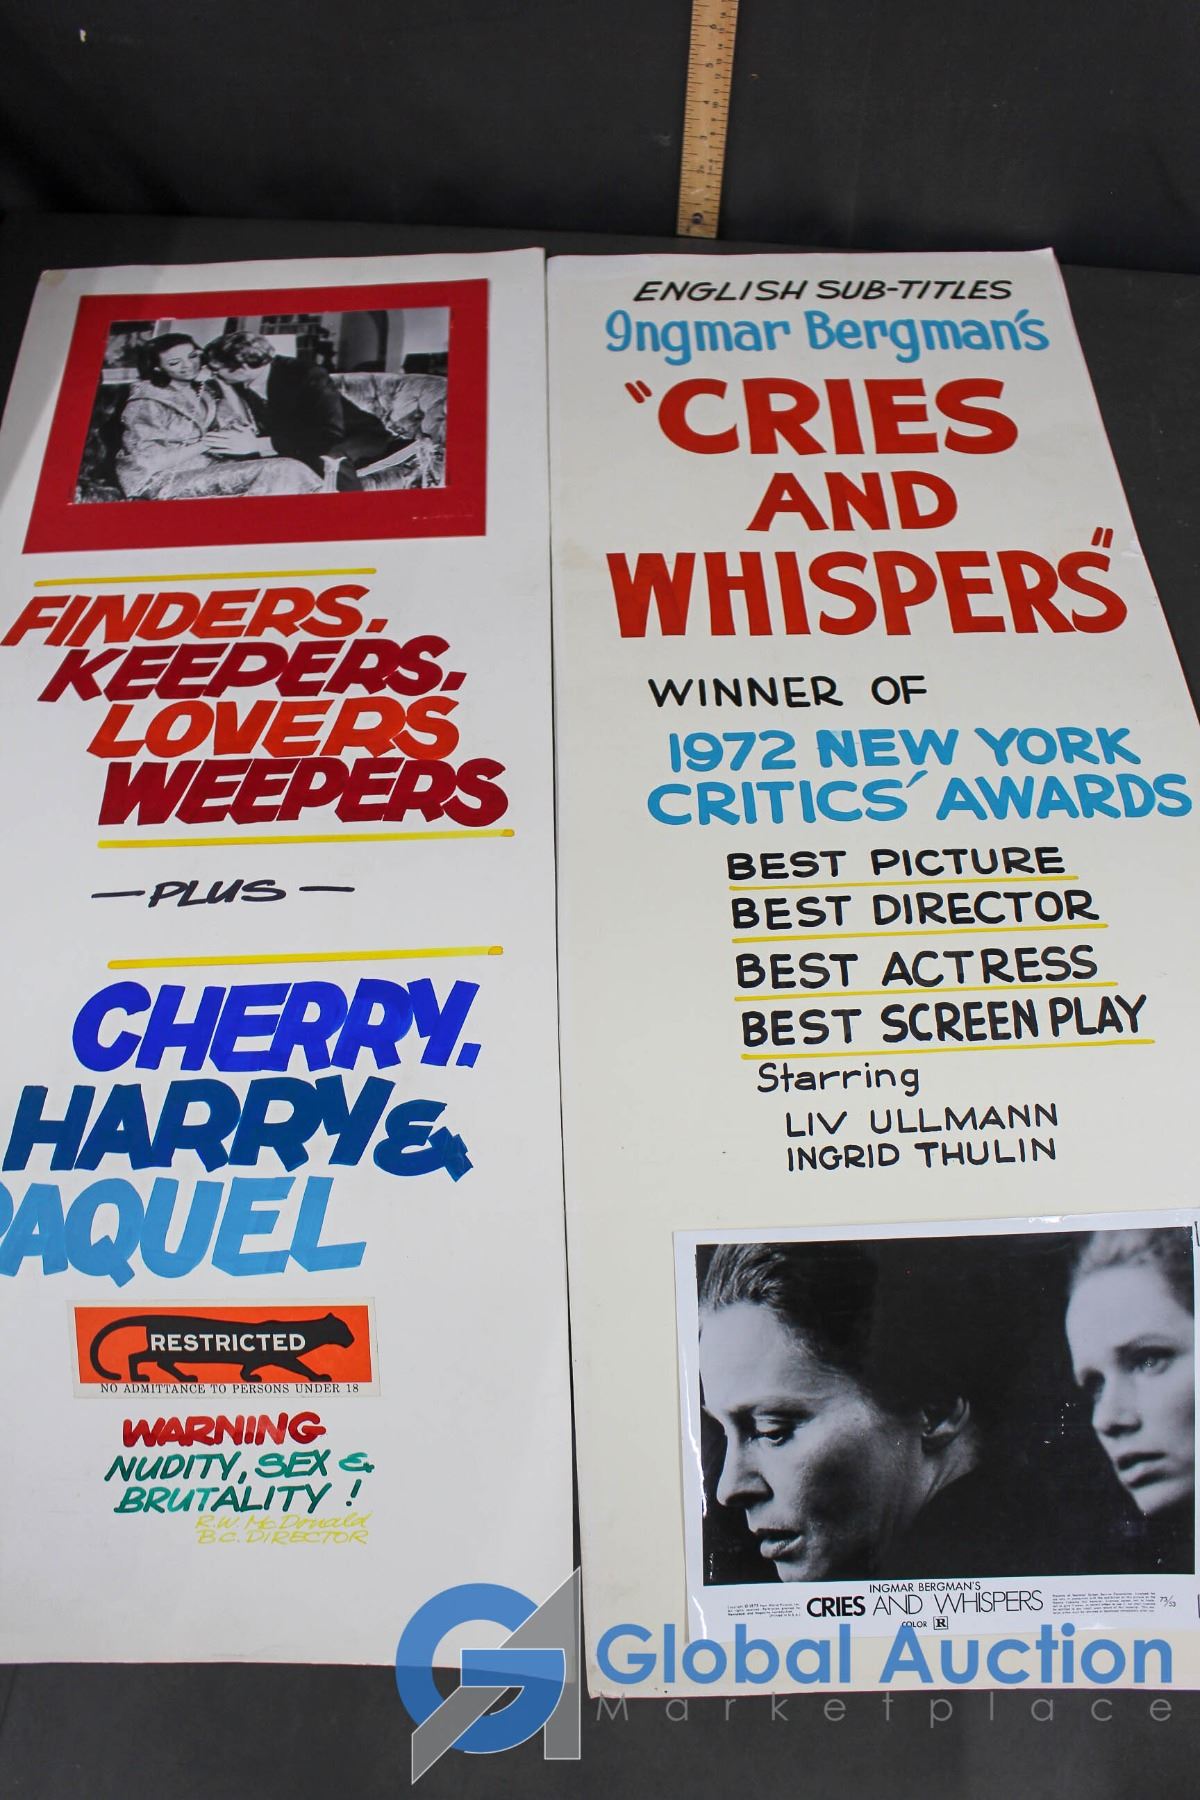 FINDERS,
KEEPERS,
LOVERS
WEEPERS
— PLUS —
CHERRY,
HARRY &
RAQUEL
RESTRICTED
NO ADMITTANCE TO PERSONS UNDER 18
WARNING
NUDITY, SEX &
BRUTALITY !
R.W. McDonald
B.C. DIRECTOR
ENGLISH SUB-TITLES
Ingmar Bergman's
"CRIES
AND
WHISPERS"
WINNER OF
1972 NEW YORK
CRITICS' AWARDS
BEST PICTURE
BEST DIRECTOR
BEST ACTRESS
BEST SCREENPLAY
Starring
LIV ULLMANN
INGRID THULIN
INGMAR BERGMAN'S
CRIES AND WHISPERS
COLOR R
73/53
Global Auction
Marketplace